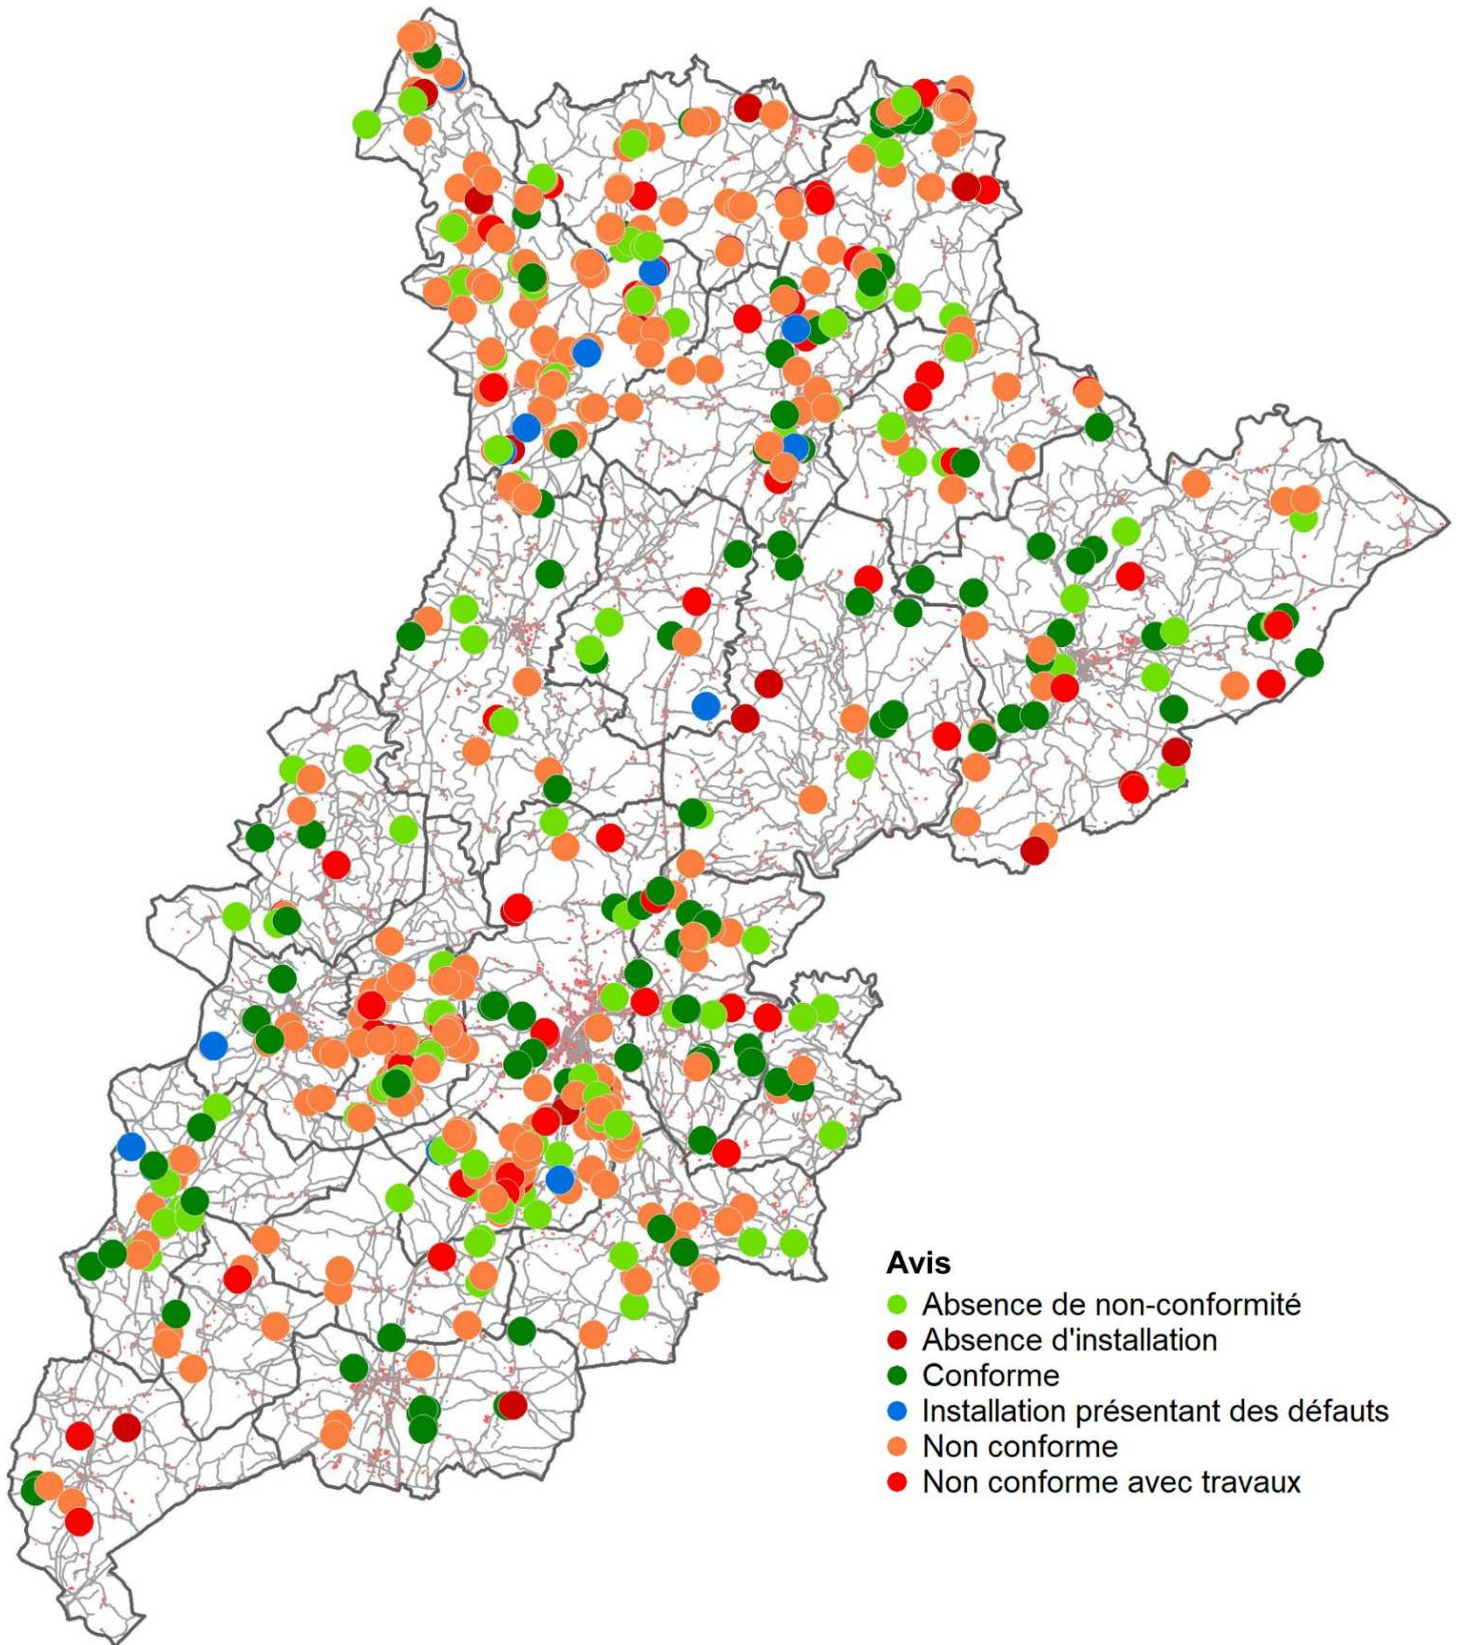 Avis
Absence de non-conformité
Absence d'installation
Conforme
Installation présentant des défauts
Non conforme
Non conforme avec travaux